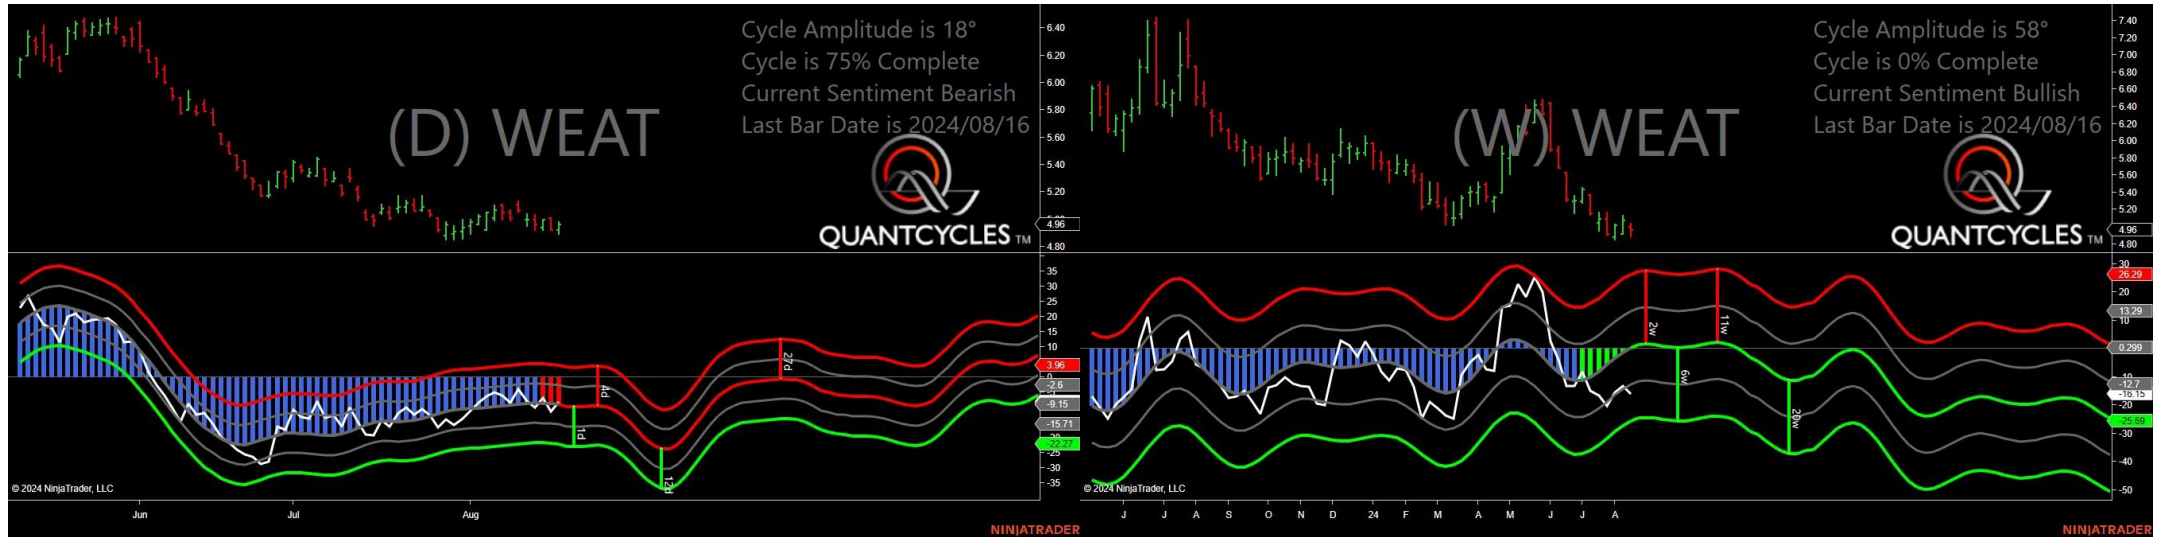 Cycle Amplitude is 18°
Cycle is 75% Complete
Current Sentiment Bearish
Last Bar Date is 2024/08/16
(D) WEAT
QUANTCYCLES TM
6.40
6.20
6.00
5.80
5.60
5.40
5.20
4.96
4.80
35
30
25
20
15
10
3.96
-2.6
-9.15
-15.71
-22.27
-25
-30
-35
4d
1d
12d
27d
© 2024 NinjaTrader, LLC
Jun
Jul
Aug
NINJATRADER
Cycle Amplitude is 58°
Cycle is 0% Complete
Current Sentiment Bullish
Last Bar Date is 2024/08/16
(W) WEAT
QUANTCYCLES TM
7.40
7.20
7.00
6.80
6.60
6.40
6.20
6.00
5.80
5.60
5.40
5.20
4.96
4.80
30
26.29
20
13.29
10
0.299
-12.7
-16.15
-20
-25.69
-30
-40
-50
2w
11w
6w
20w
© 2024 NinjaTrader, LLC
J J A S O N D 24 F M A M J J A
NINJATRADER